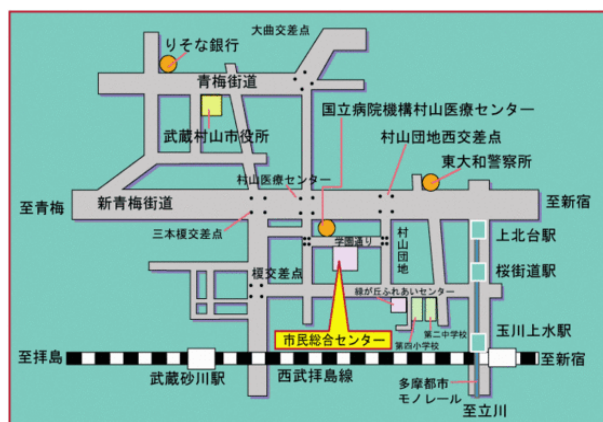 大曲交差点
りそな銀行
青梅街道
国立病院機構村山医療センター
武蔵村山市役所
村山団地西交差点
東大和警察所
村山医療センター
至青梅
新青梅街道
至新宿
三本榎交差点
学園通り
村山団地
上北台駅
榎交差点
桜街道駅
緑が丘ふれあいセンター
市民総合センター
第二中学校
第四小学校
玉川上水駅
至拝島
武蔵砂川駅
西武拝島線
至新宿
多摩都市
モノレール
至立川